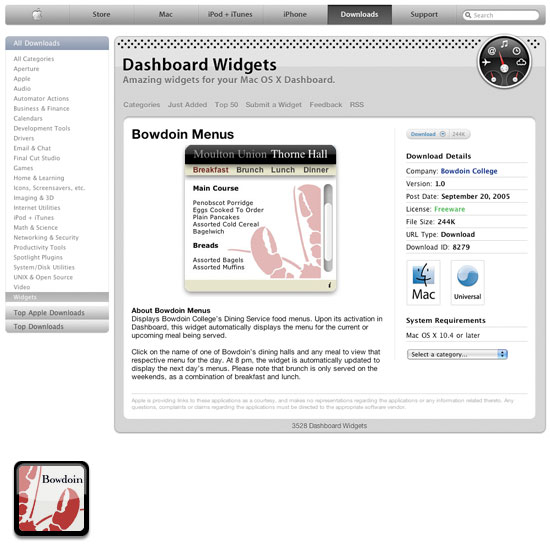 Store
Mac
iPod + iTunes
iPhone
Downloads
Support
Search
All Downloads
All Categories
Aperture
Apple
Audio
Automator Actions
Business & Finance
Calendars
Development Tools
Drivers
Email & Chat
Final Cut Studio
Games
Home & Learning
Icons, Screensavers, etc.
Imaging & 3D
Internet Utilities
iPod + iTunes
Math & Science
Networking & Security
Productivity Tools
Spotlight Plugins
System/Disk Utilities
UNIX & Open Source
Video
Widgets
Top Apple Downloads
Top Downloads
Dashboard Widgets
Amazing widgets for your Mac OS X Dashboard.
Categories Just Added Top 50 Submit a Widget Feedback RSS
Bowdoin Menus
Moulton Union Thorne Hall
Breakfast Brunch Lunch Dinner
Main Course
Penobscot Porridge
Eggs Cooked To Order
Plain Pancakes
Assorted Cold Cereal
Bagelwich
Breads
Assorted Bagels
Assorted Muffins
i
About Bowdoin Menus
Displays Bowdoin College's Dining Service food menus. Upon its activation in
Dashboard, this widget automatically displays the menu for the current or
upcoming meal being served.
Click on the name of one of Bowdoin's dining halls and any meal to view that
respective menu for the day. At 8 pm, the widget is automatically updated to
display the next day's menus. Please note that brunch is only served on the
weekends, as a combination of breakfast and lunch.
Download 244K
Download Details
Company: Bowdoin College
Version: 1.0
Post Date: September 20, 2005
License: Freeware
File Size: 244K
URL Type: Download
Download ID: 8279
Mac
Universal
System Requirements
Mac OS X 10.4 or later
Select a category...
Apple is providing links to these applications as a courtesy, and makes no representations regarding the applications or any information related thereto. Any
questions, complaints or claims regarding the applications must be directed to the appropriate software vendor.
3528 Dashboard Widgets
Bowdoin